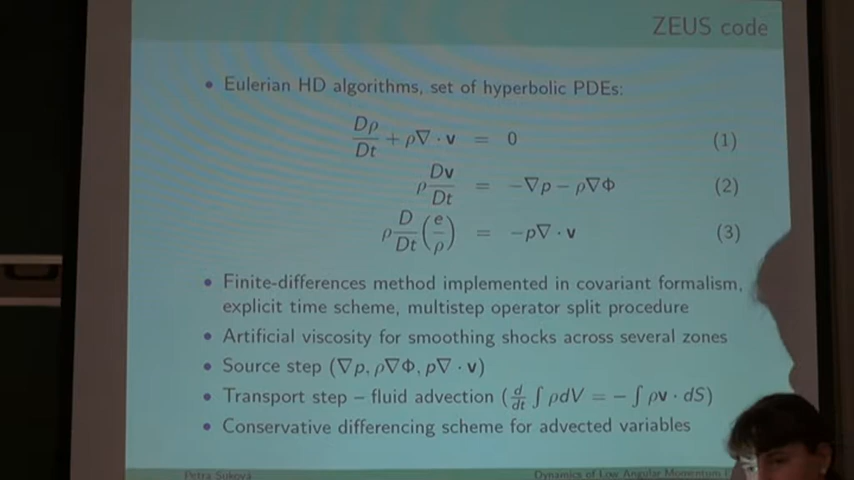 ZEUS code
• Eulerian HD algorithms, set of hyperbolic PDEs:
Dρ/Dt + ρ∇ · v = 0 (1)
ρ Dv/Dt = −∇p − ρ∇Φ (2)
ρ D/Dt (e/ρ) = −p∇ · v (3)
• Finite-differences method implemented in covariant formalism,
explicit time scheme, multistep operator split procedure
• Artificial viscosity for smoothing shocks across several zones
• Source step (∇p, ρ∇Φ, p∇ · v)
• Transport step – fluid advection (d/dt ∫ ρdV = − ∫ ρv · dS)
• Conservative differencing scheme for advected variables
Petra Suková
Dynamics of Low Angular Momentum